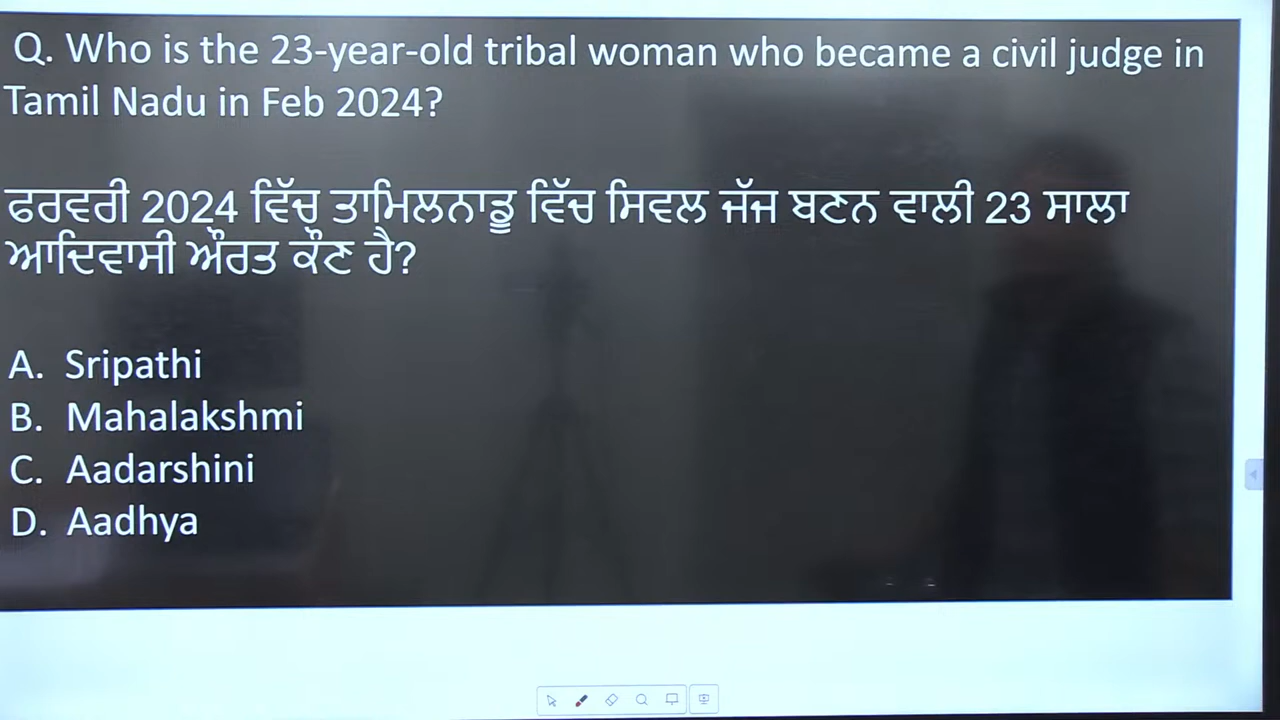 Q. Who is the 23-year-old tribal woman who became a civil judge in
Tamil Nadu in Feb 2024?
ਫਰਵਰੀ 2024 ਵਿੱਚ ਤਾਮਿਲਨਾਡੂ ਵਿੱਚ ਸਿਵਲ ਜੱਜ ਬਣਨ ਵਾਲੀ 23 ਸਾਲਾ
ਆਦਿਵਾਸੀ ਔਰਤ ਕੌਣ ਹੈ?
A. Sripathi
B. Mahalakshmi
C. Aadarshini
D. Aadhya